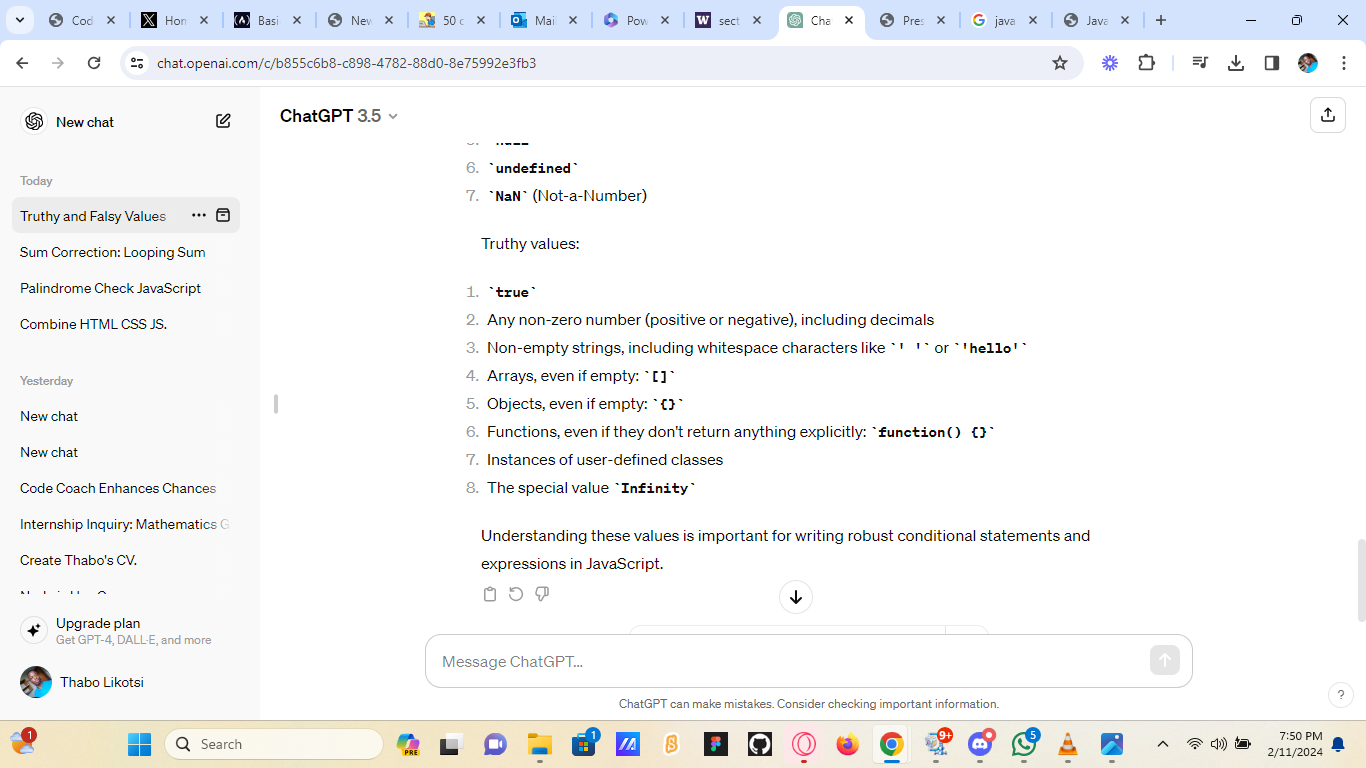 Cod
Hon
Basi
New
50 c
Mai
Pow
sect
Cha
Pres
java
Java
chat.openai.com/c/b855c6b8-c898-4782-88d0-8e75992e3fb3
New chat
ChatGPT 3.5
Today
Truthy and Falsy Values
Sum Correction: Looping Sum
Palindrome Check JavaScript
Combine HTML CSS JS.
Yesterday
New chat
New chat
Code Coach Enhances Chances
Internship Inquiry: Mathematics G
Create Thabo's CV.
Upgrade plan
Get GPT-4, DALL·E, and more
Thabo Likotsi
6. `undefined`
7. `NaN` (Not-a-Number)
Truthy values:
1. `true`
2. Any non-zero number (positive or negative), including decimals
3. Non-empty strings, including whitespace characters like `' '` or `'hello'`
4. Arrays, even if empty: `[]`
5. Objects, even if empty: `{}`
6. Functions, even if they don't return anything explicitly: `function() {}`
7. Instances of user-defined classes
8. The special value `Infinity`
Understanding these values is important for writing robust conditional statements and
expressions in JavaScript.
Message ChatGPT...
ChatGPT can make mistakes. Consider checking important information.
?
1
Search
PRE
1
9+
5
7:50 PM
2/11/2024